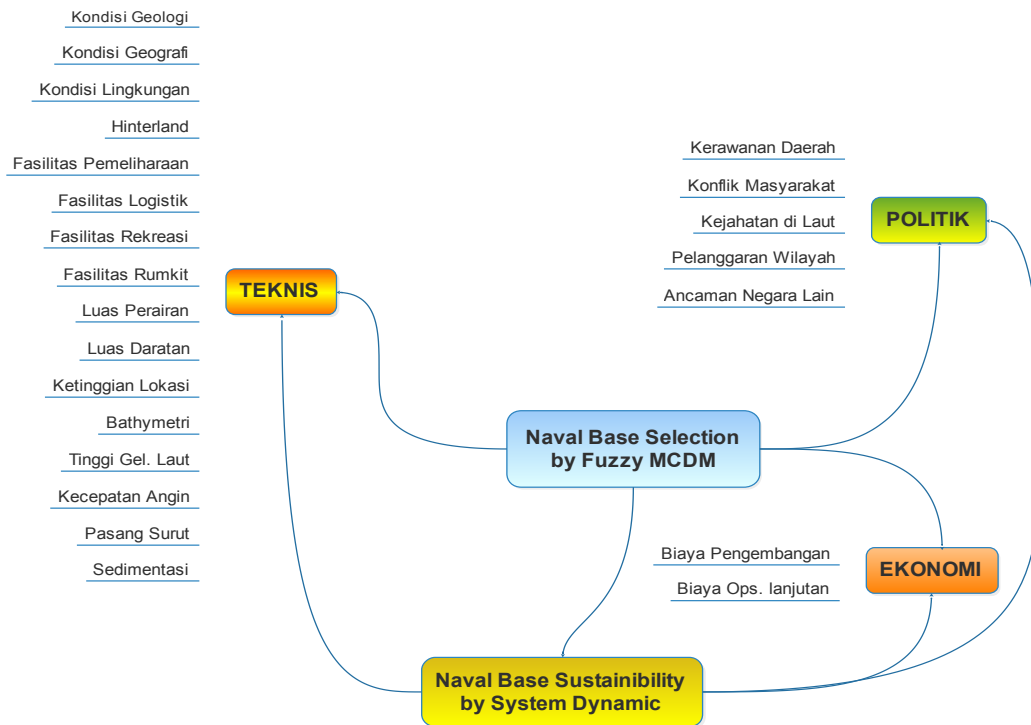 Kondisi Geologi
Kondisi Geografi
Kondisi Lingkungan
Hinterland
Fasilitas Pemeliharaan
Fasilitas Logistik
Fasilitas Rekreasi
Fasilitas Rumkit
Luas Perairan
Luas Daratan
Ketinggian Lokasi
Bathymetri
Tinggi Gel. Laut
Kecepatan Angin
Pasang Surut
Sedimentasi
TEKNIS
Kerawanan Daerah
Konflik Masyarakat
Kejahatan di Laut
Pelanggaran Wilayah
Ancaman Negara Lain
POLITIK
Naval Base Selection
by Fuzzy MCDM
Biaya Pengembangan
Biaya Ops. lanjutan
EKONOMI
Naval Base Sustainibility
by System Dynamic